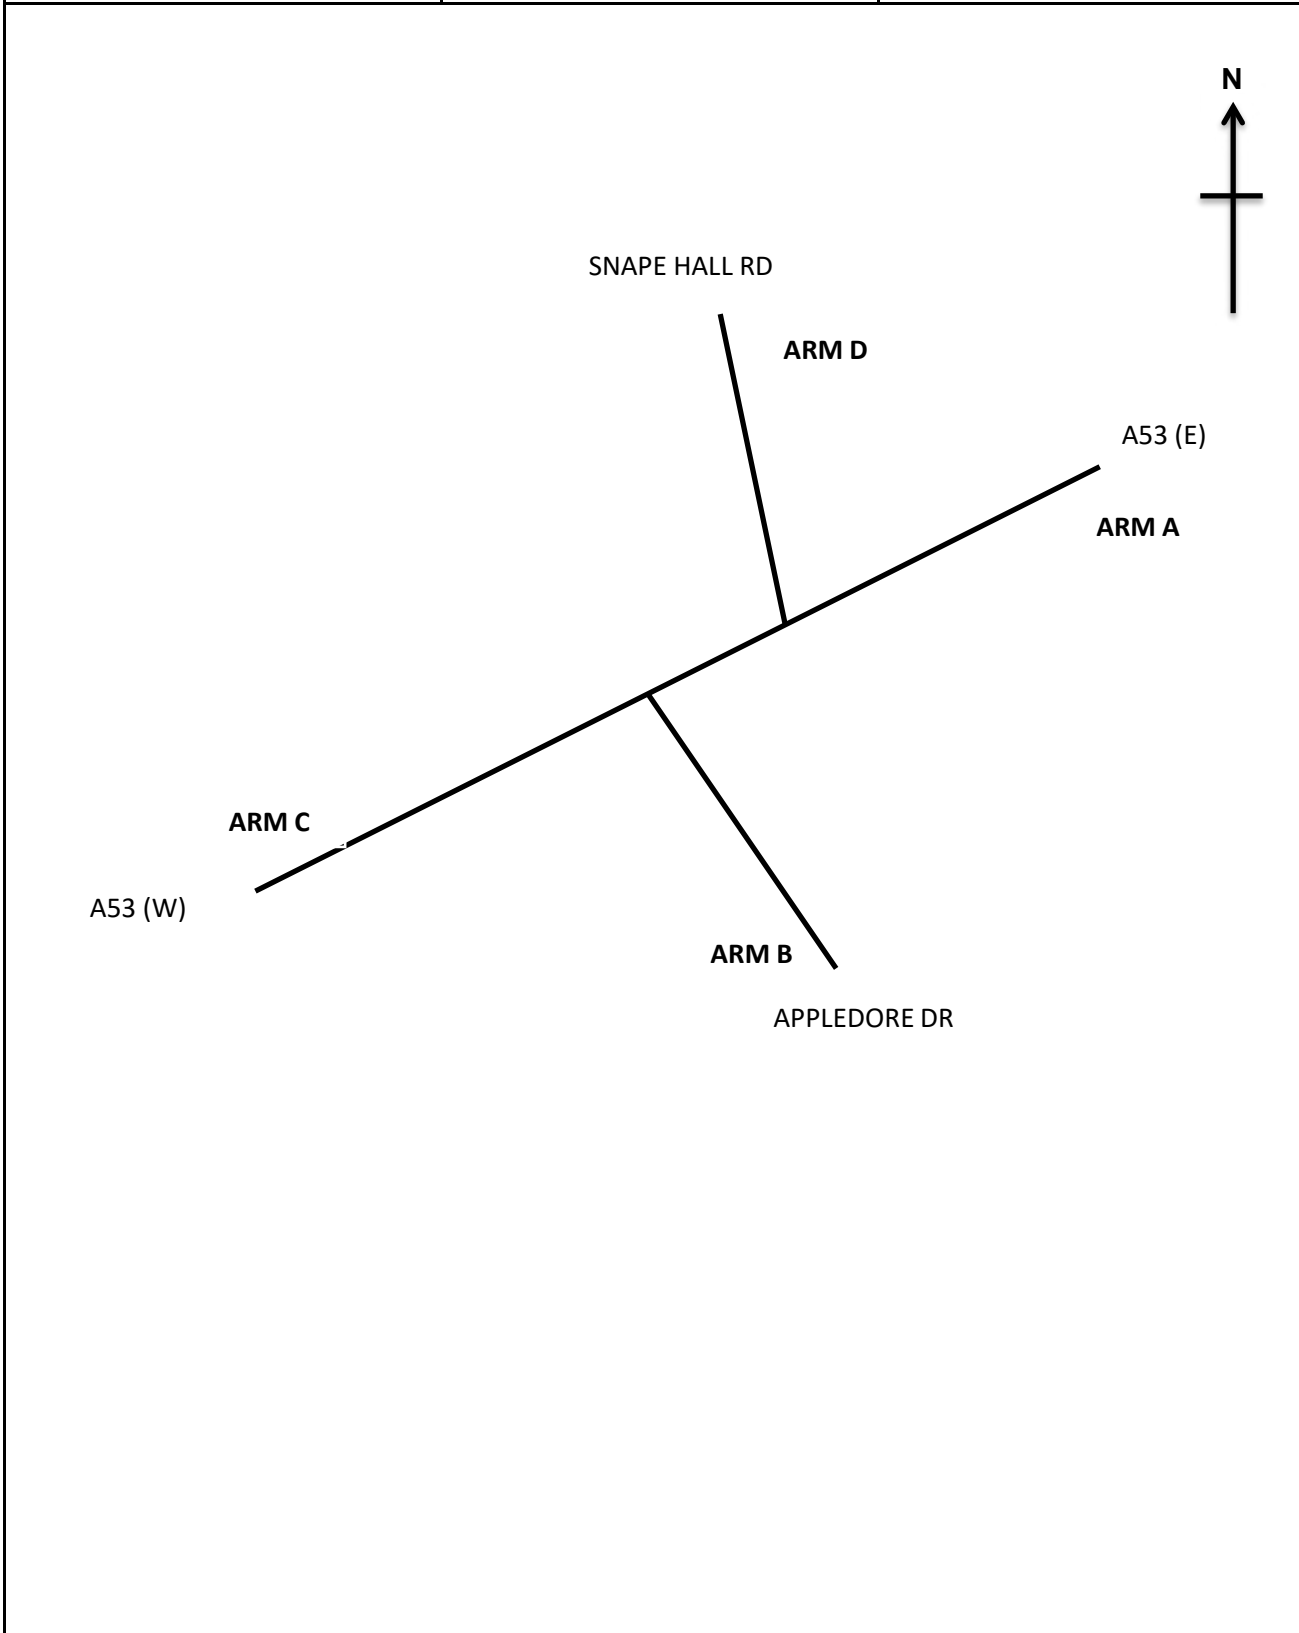 N
SNAPE HALL RD
ARM D
A53 (E)
ARM A
ARM C
A53 (W)
ARM B
APPLEDORE DR